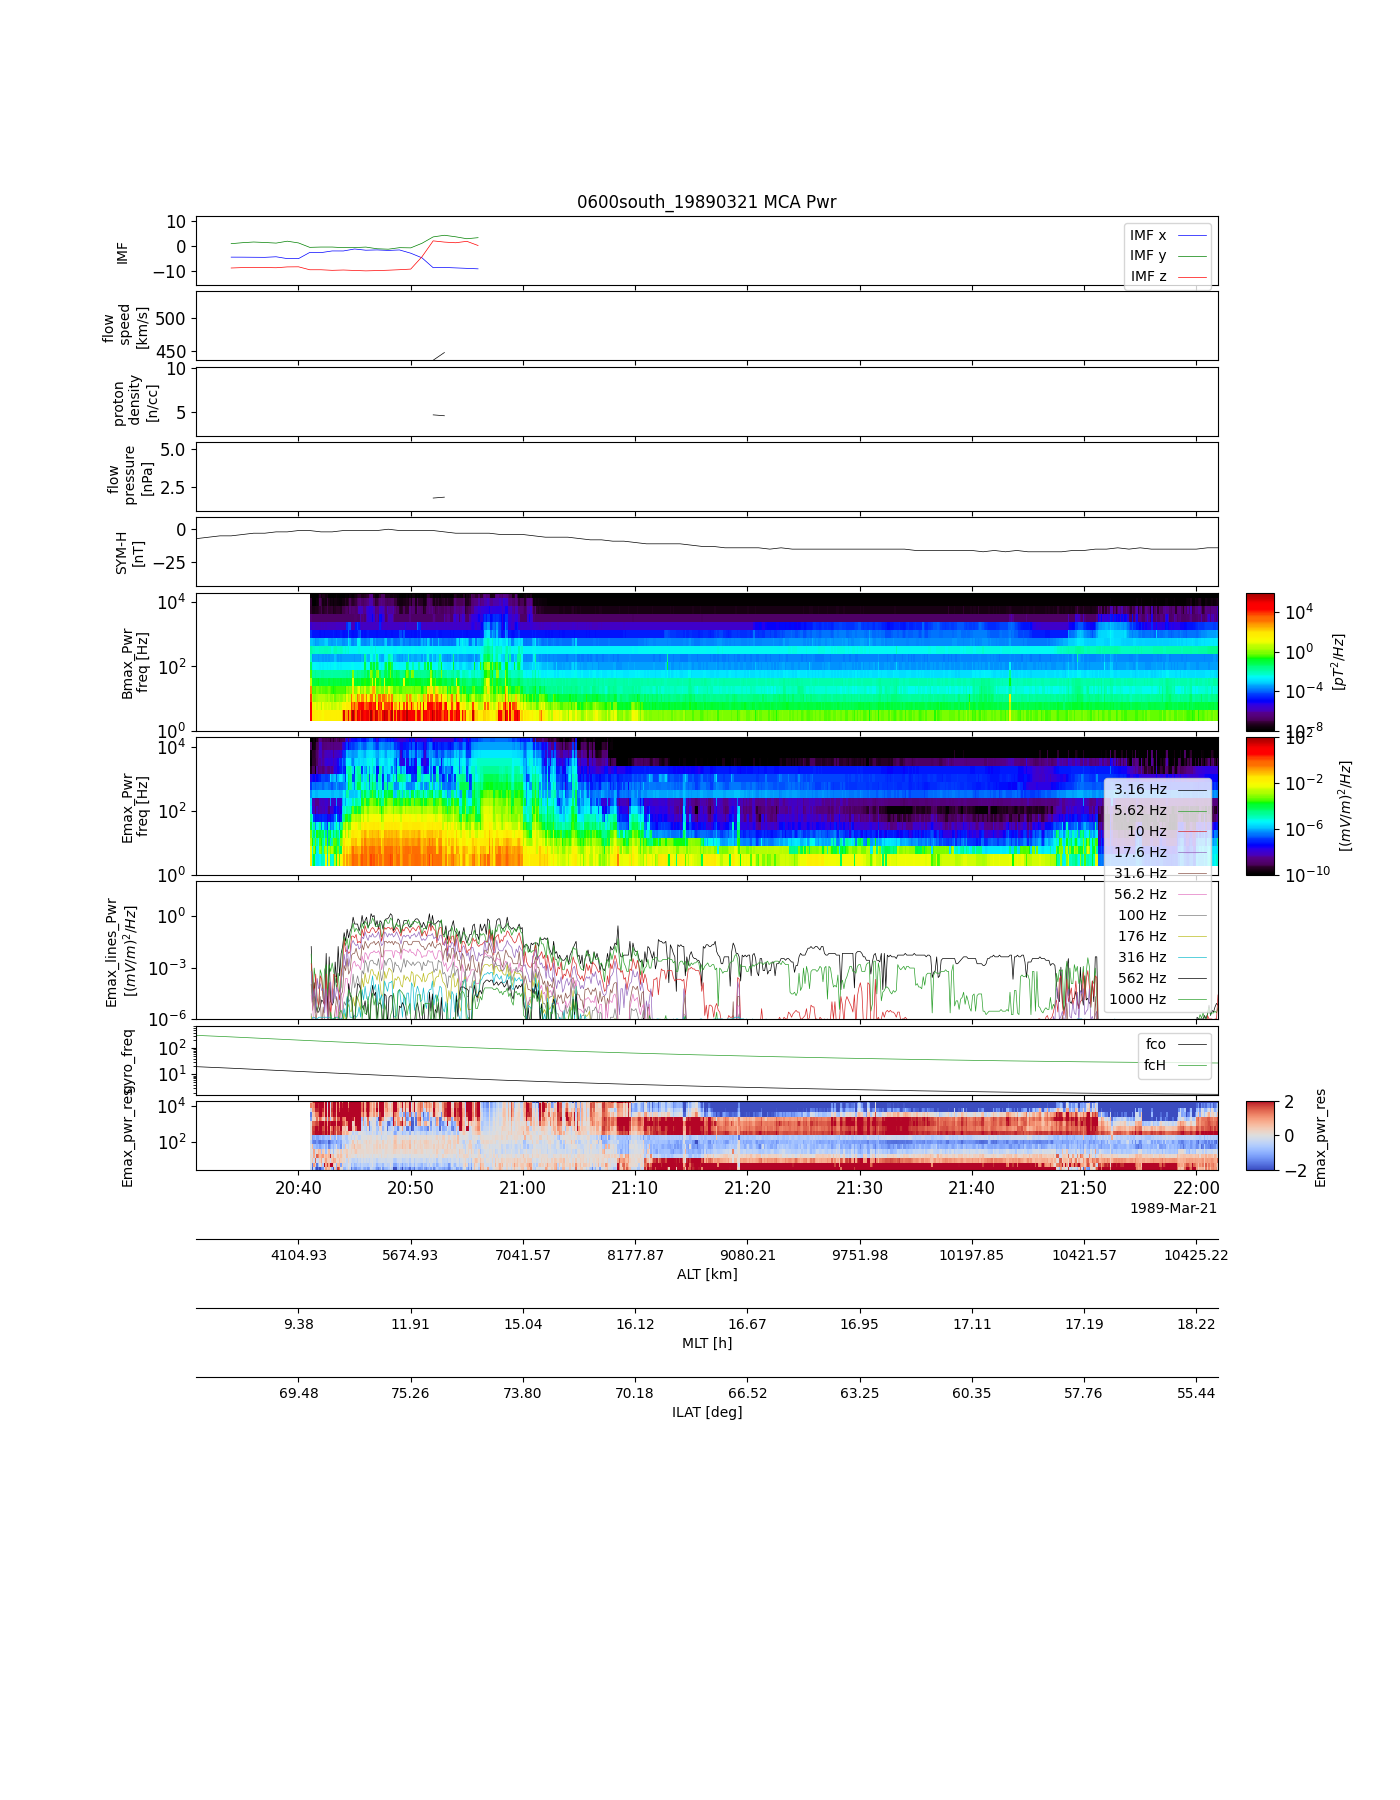 0600south_19890321 MCA Pwr
10
0
−10
IMF
IMF x
IMF y
IMF z
500
450
flow
speed
[km/s]
10
5
proton
density
[n/cc]
5.0
2.5
flow
pressure
[nPa]
0
−25
SYM-H
[nT]
10^4
10^2
10^0
Bmax_Pwr
freq [Hz]
10^4
10^0
10^−4
10^−8
[pT^2/Hz]
10^4
10^2
10^0
Emax_Pwr
freq [Hz]
10^2
10^−2
10^−6
10^−10
[(mV/m)^2/Hz]
3.16 Hz
5.62 Hz
10 Hz
17.6 Hz
31.6 Hz
56.2 Hz
100 Hz
176 Hz
316 Hz
562 Hz
1000 Hz
10^0
10^−3
10^−6
Emax_lines_Pwr
[(mV/m)^2/Hz]
10^2
10^1
gyro_freq
fco
fcH
10^4
10^2
Emax_pwr_res
2
0
−2
Emax_pwr_res
20:40 20:50 21:00 21:10 21:20 21:30 21:40 21:50 22:00
1989-Mar-21
4104.93 5674.93 7041.57 8177.87 9080.21 9751.98 10197.85 10421.57 10425.22
ALT [km]
9.38 11.91 15.04 16.12 16.67 16.95 17.11 17.19 18.22
MLT [h]
69.48 75.26 73.80 70.18 66.52 63.25 60.35 57.76 55.44
ILAT [deg]